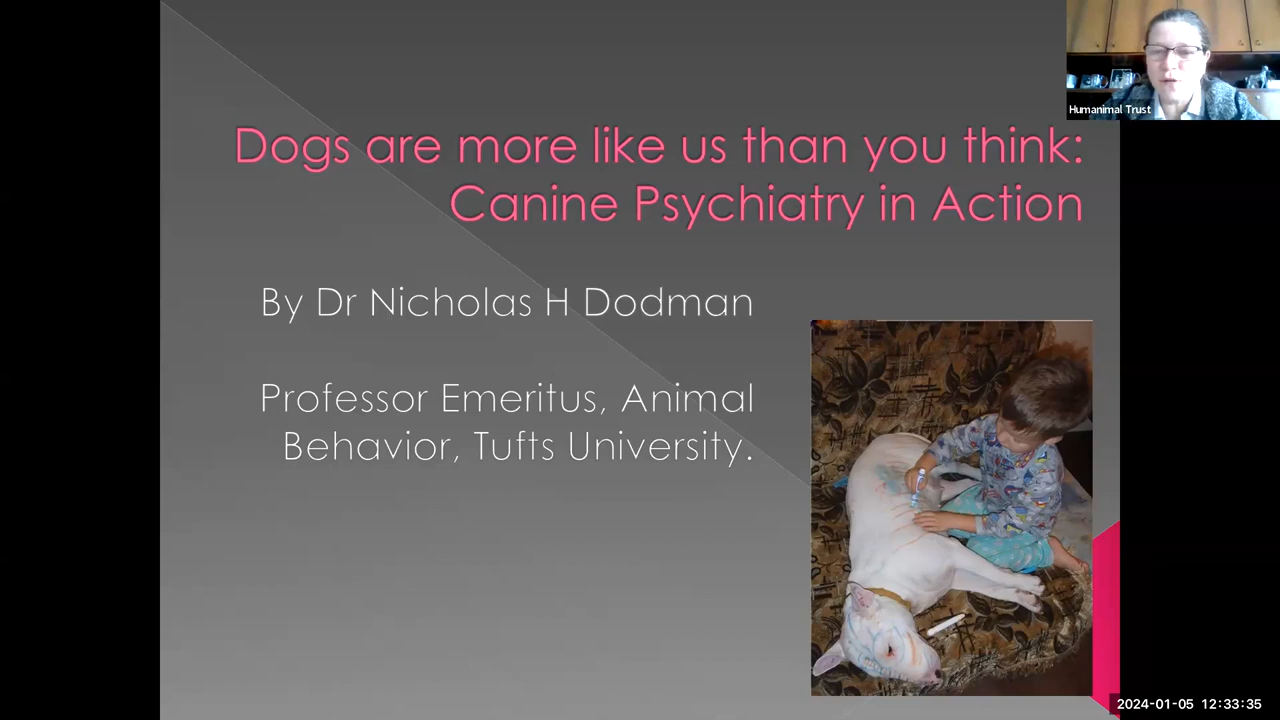 Humanimal Trust
Dogs are more like us than you think:
Canine Psychiatry in Action
By Dr Nicholas H Dodman
Professor Emeritus, Animal
Behavior, Tufts University.
2024-01-05 12:33:35